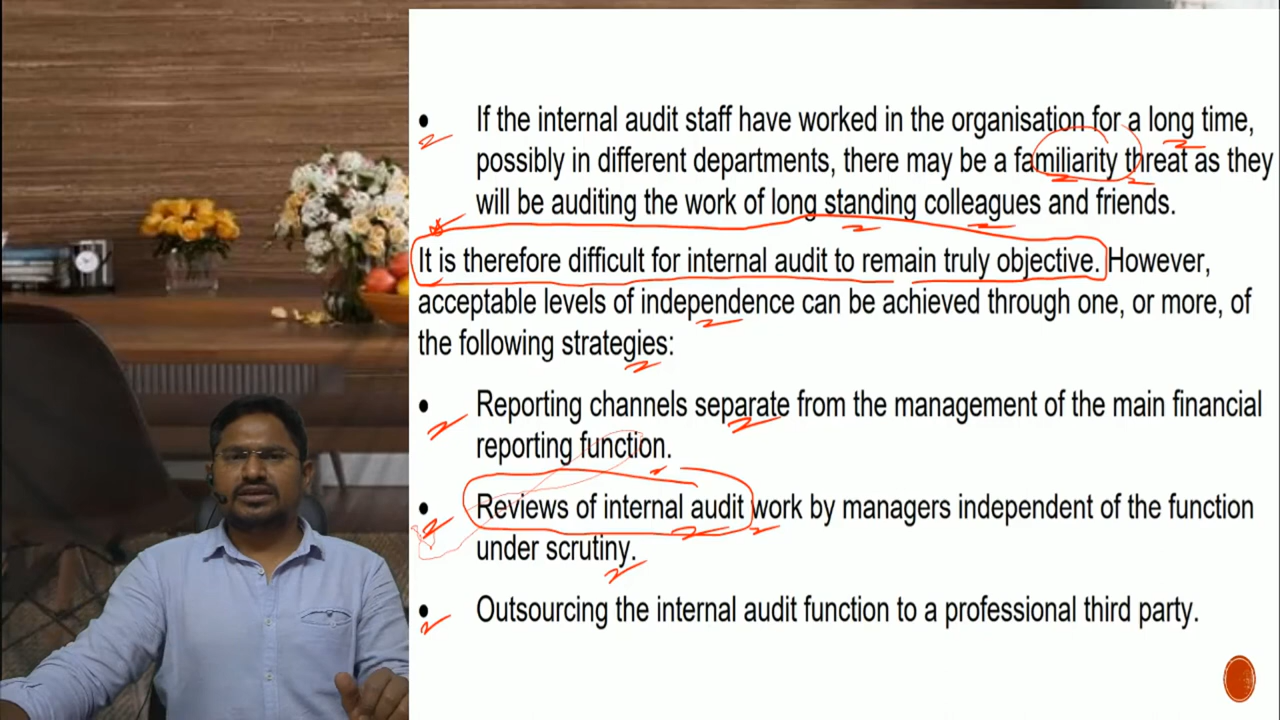 • If the internal audit staff have worked in the organisation for a long time,
possibly in different departments, there may be a familiarity threat as they
will be auditing the work of long standing colleagues and friends.
It is therefore difficult for internal audit to remain truly objective. However,
acceptable levels of independence can be achieved through one, or more, of
the following strategies:
• Reporting channels separate from the management of the main financial
reporting function.
• Reviews of internal audit work by managers independent of the function
under scrutiny.
• Outsourcing the internal audit function to a professional third party.